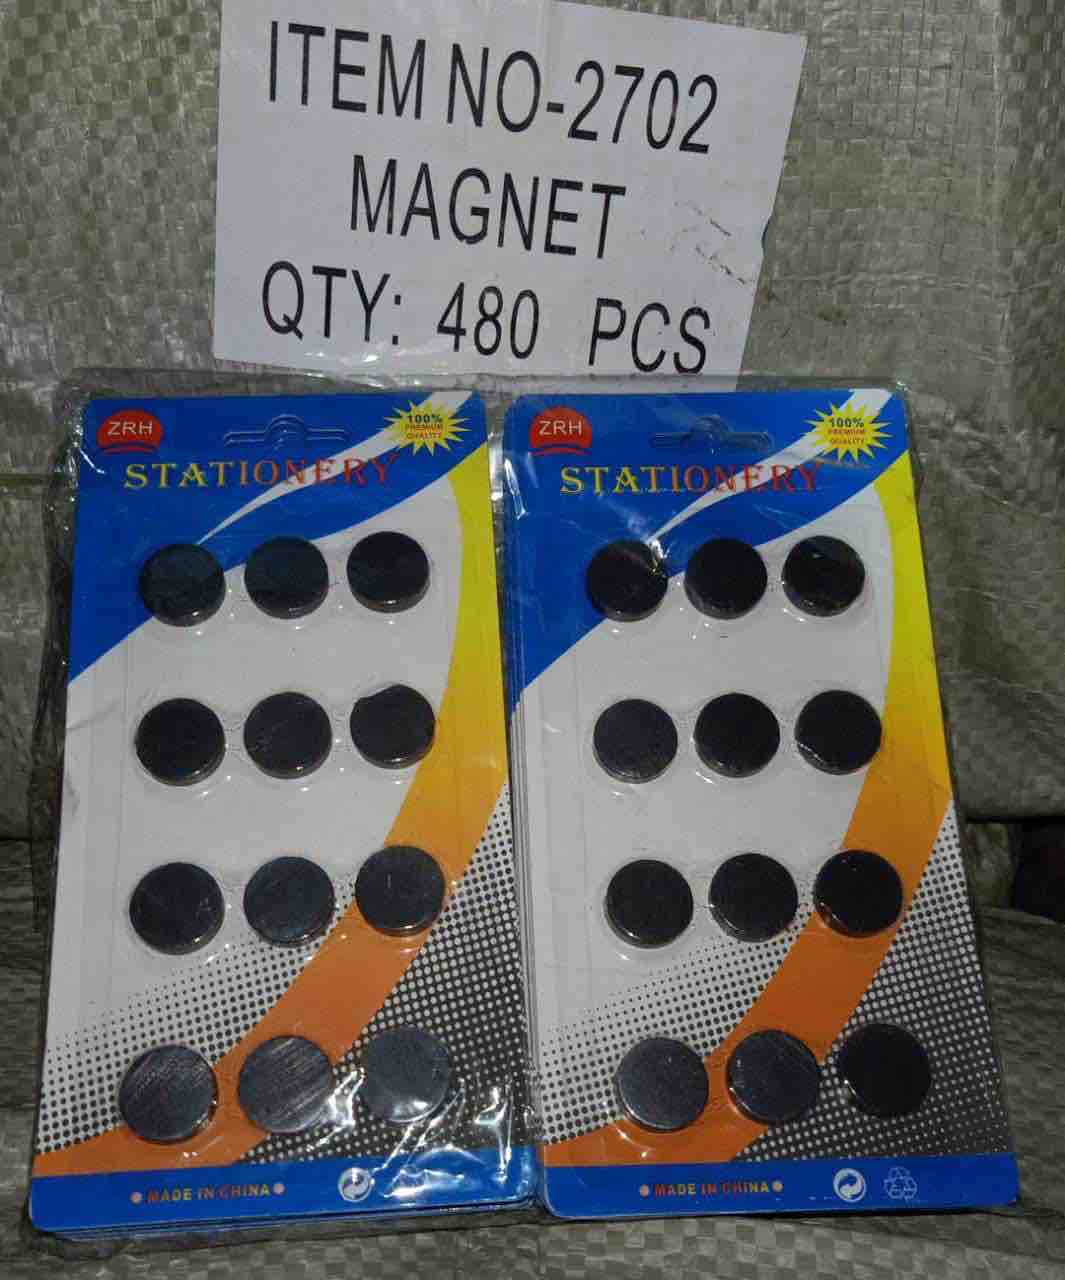 ITEM NO-2702
MAGNET
QTY: 480 PCS
ZRH
100%
PREMIUM
QUALITY
STATIONERY
MADE IN CHINA
ZRH
100%
PREMIUM
QUALITY
STATIONERY
MADE IN CHINA